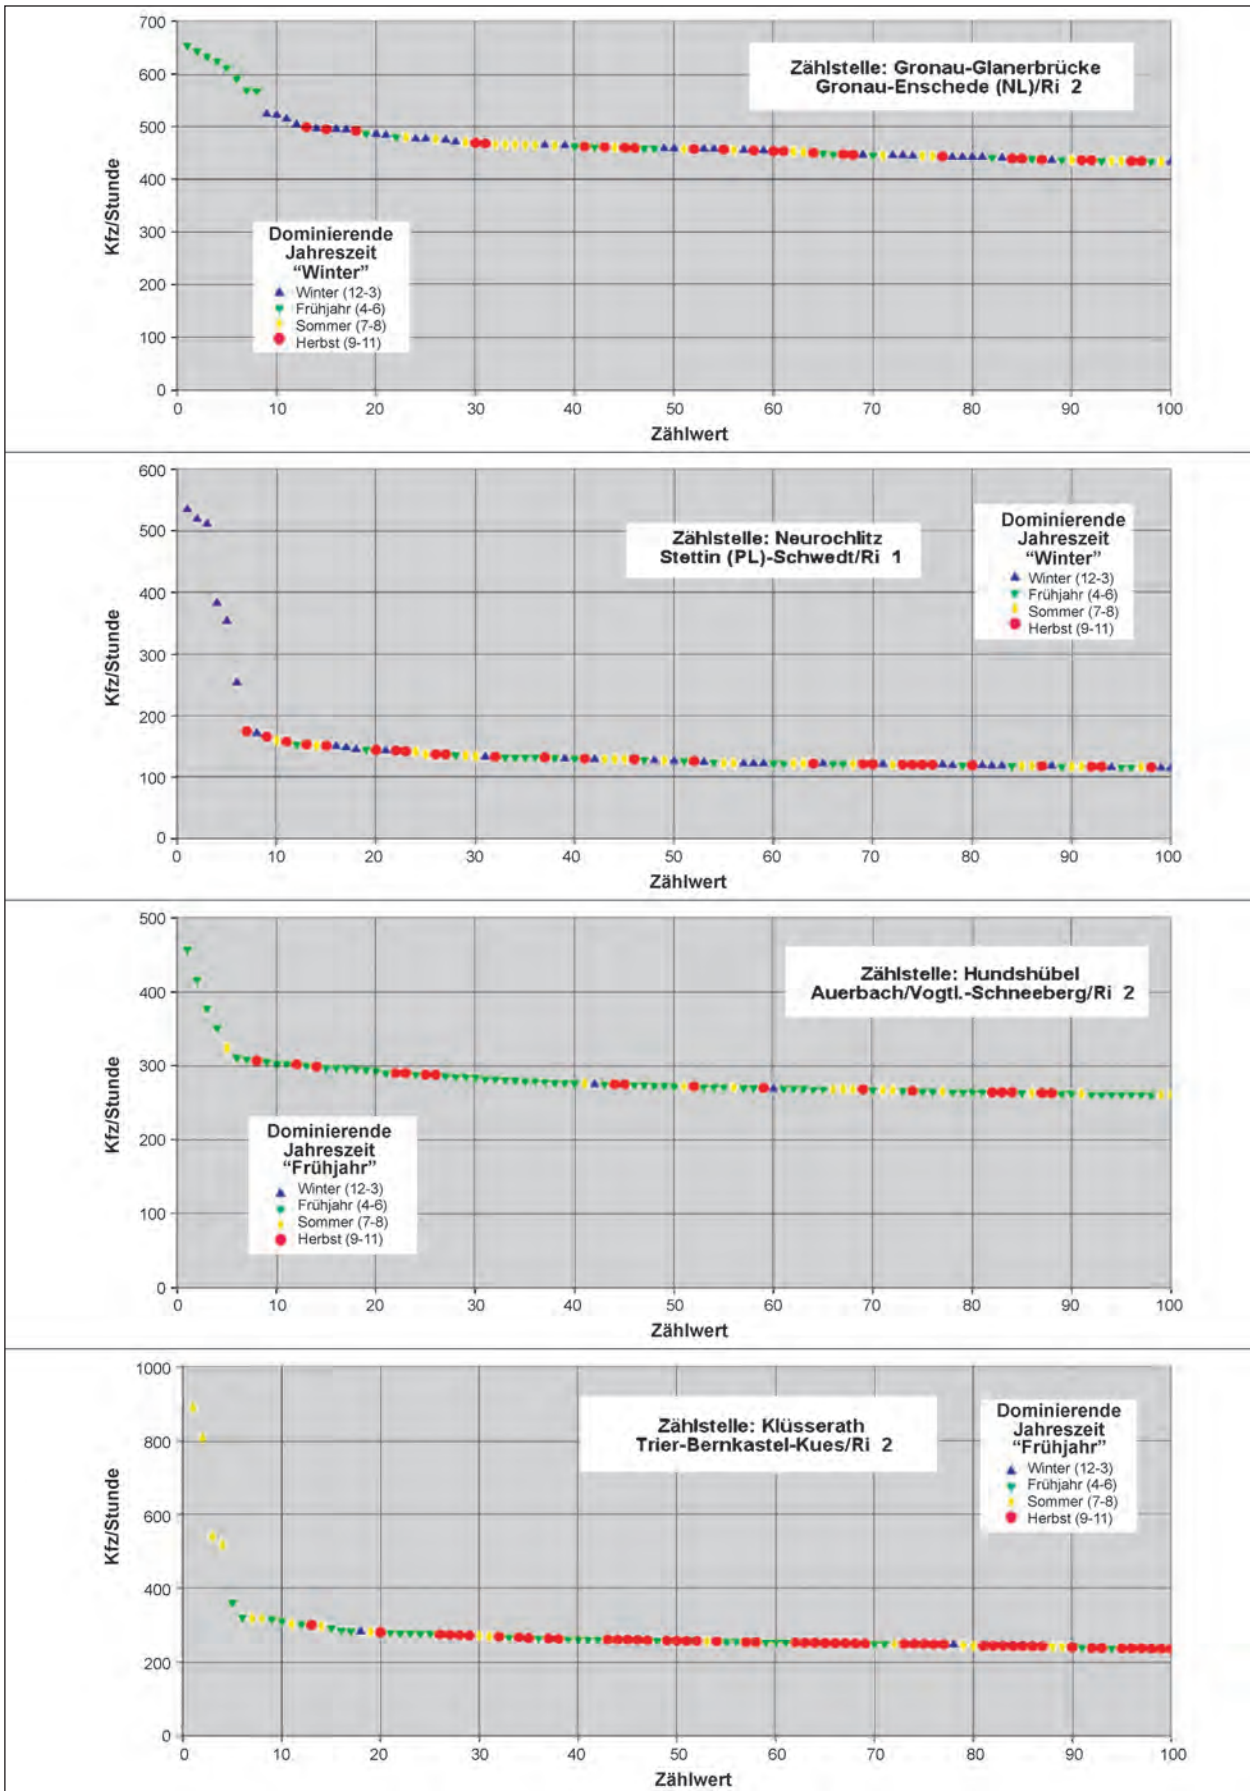 700
600
500
400
300
200
100
0
Kfz/Stunde
Zählstelle: Gronau-Glanerbrücke
Gronau-Enschede (NL)/Ri 2
Dominierende
Jahreszeit
“Winter”
Winter (12-3)
Frühjahr (4-6)
Sommer (7-8)
Herbst (9-11)
0 10 20 30 40 50 60 70 80 90 100
Zählwert
600
500
400
300
200
100
0
Kfz/Stunde
Zählstelle: Neurochlitz
Stettin (PL)-Schwedt/Ri 1
Dominierende
Jahreszeit
“Winter”
Winter (12-3)
Frühjahr (4-6)
Sommer (7-8)
Herbst (9-11)
0 10 20 30 40 50 60 70 80 90 100
Zählwert
500
400
300
200
100
0
Kfz/Stunde
Zählstelle: Hundshübel
Auerbach/Vogtl.-Schneeberg/Ri 2
Dominierende
Jahreszeit
“Frühjahr”
Winter (12-3)
Frühjahr (4-6)
Sommer (7-8)
Herbst (9-11)
0 10 20 30 40 50 60 70 80 90 100
Zählwert
1000
800
600
400
200
0
Kfz/Stunde
Zählstelle: Klüsserath
Trier-Bernkastel-Kues/Ri 2
Dominierende
Jahreszeit
“Frühjahr”
Winter (12-3)
Frühjahr (4-6)
Sommer (7-8)
Herbst (9-11)
0 10 20 30 40 50 60 70 80 90 100
Zählwert